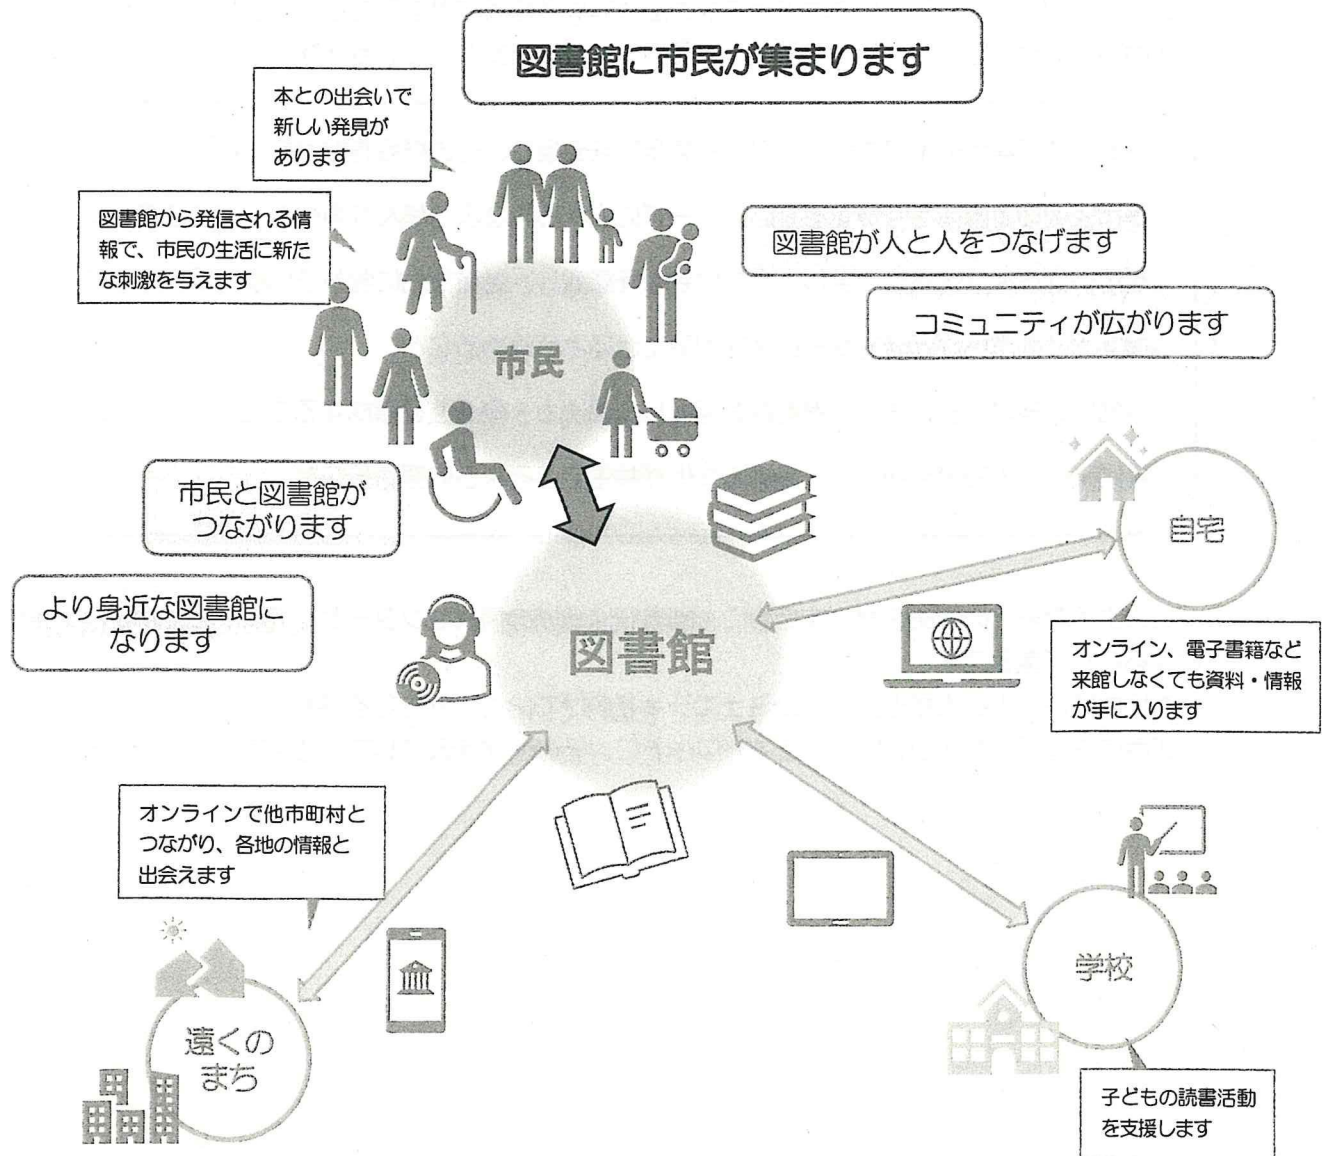 図書館に市民が集まります
本との出会いで
新しい発見が
あります
図書館から発信される情
報で、市民の生活に新た
な刺激を与えます
図書館が人と人をつなげます
コミュニティが広がります
市民
市民と図書館が
つながります
より身近な図書館に
なります
図書館
自宅
オンライン、電子書籍など
来館しなくても資料・情報
が手に入ります
オンラインで他市町村と
つながり、各地の情報と
出会えます
遠くの
まち
学校
子どもの読書活動
を支援します